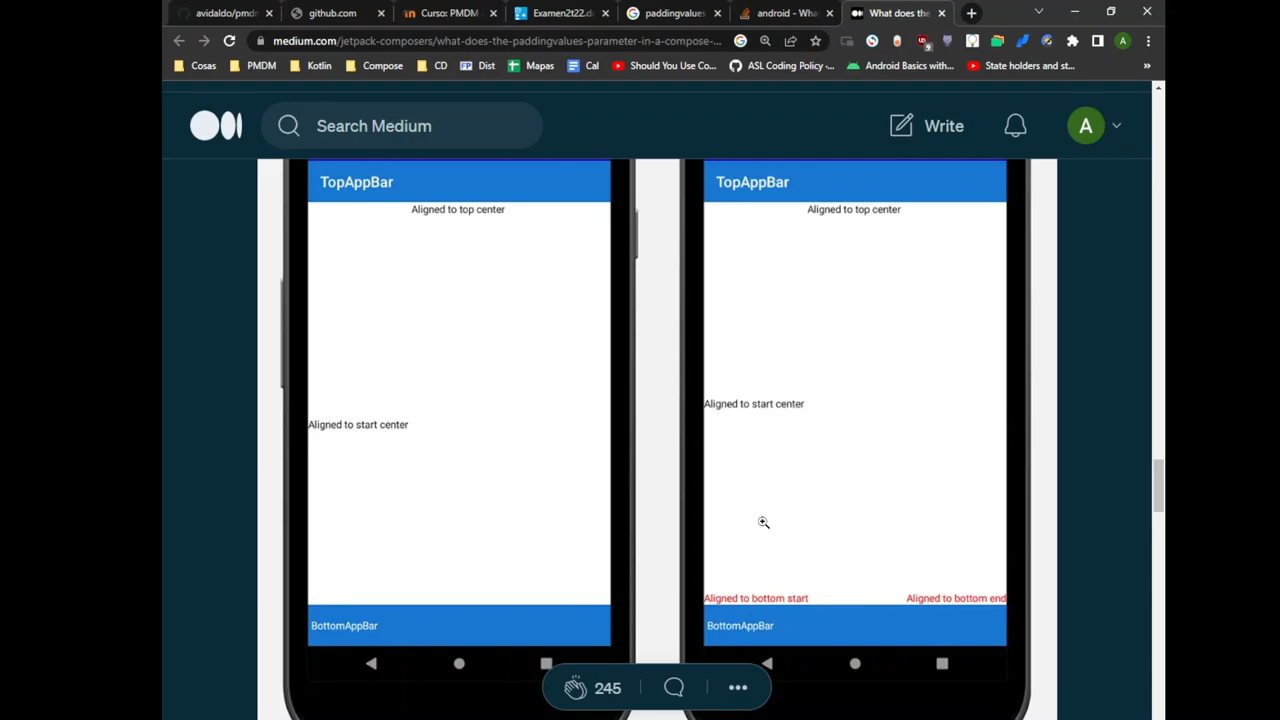 avidaldo/pmde
github.com
Curso: PMDM
Examen2t22.d
paddingvalues
android - Wha
What does the
medium.com/jetpack-composers/what-does-the-paddingvalues-parameter-in-a-compose-...
9
A
Cosas
PMDM
Kotlin
Compose
CD
FP Dist
Mapas
Cal
Should You Use Co...
ASL Coding Policy -...
Android Basics with...
State holders and st...
»
Search Medium
Write
A
TopAppBar
Aligned to top center
Aligned to start center
BottomAppBar
TopAppBar
Aligned to top center
Aligned to start center
Aligned to bottom start
Aligned to bottom end
BottomAppBar
245